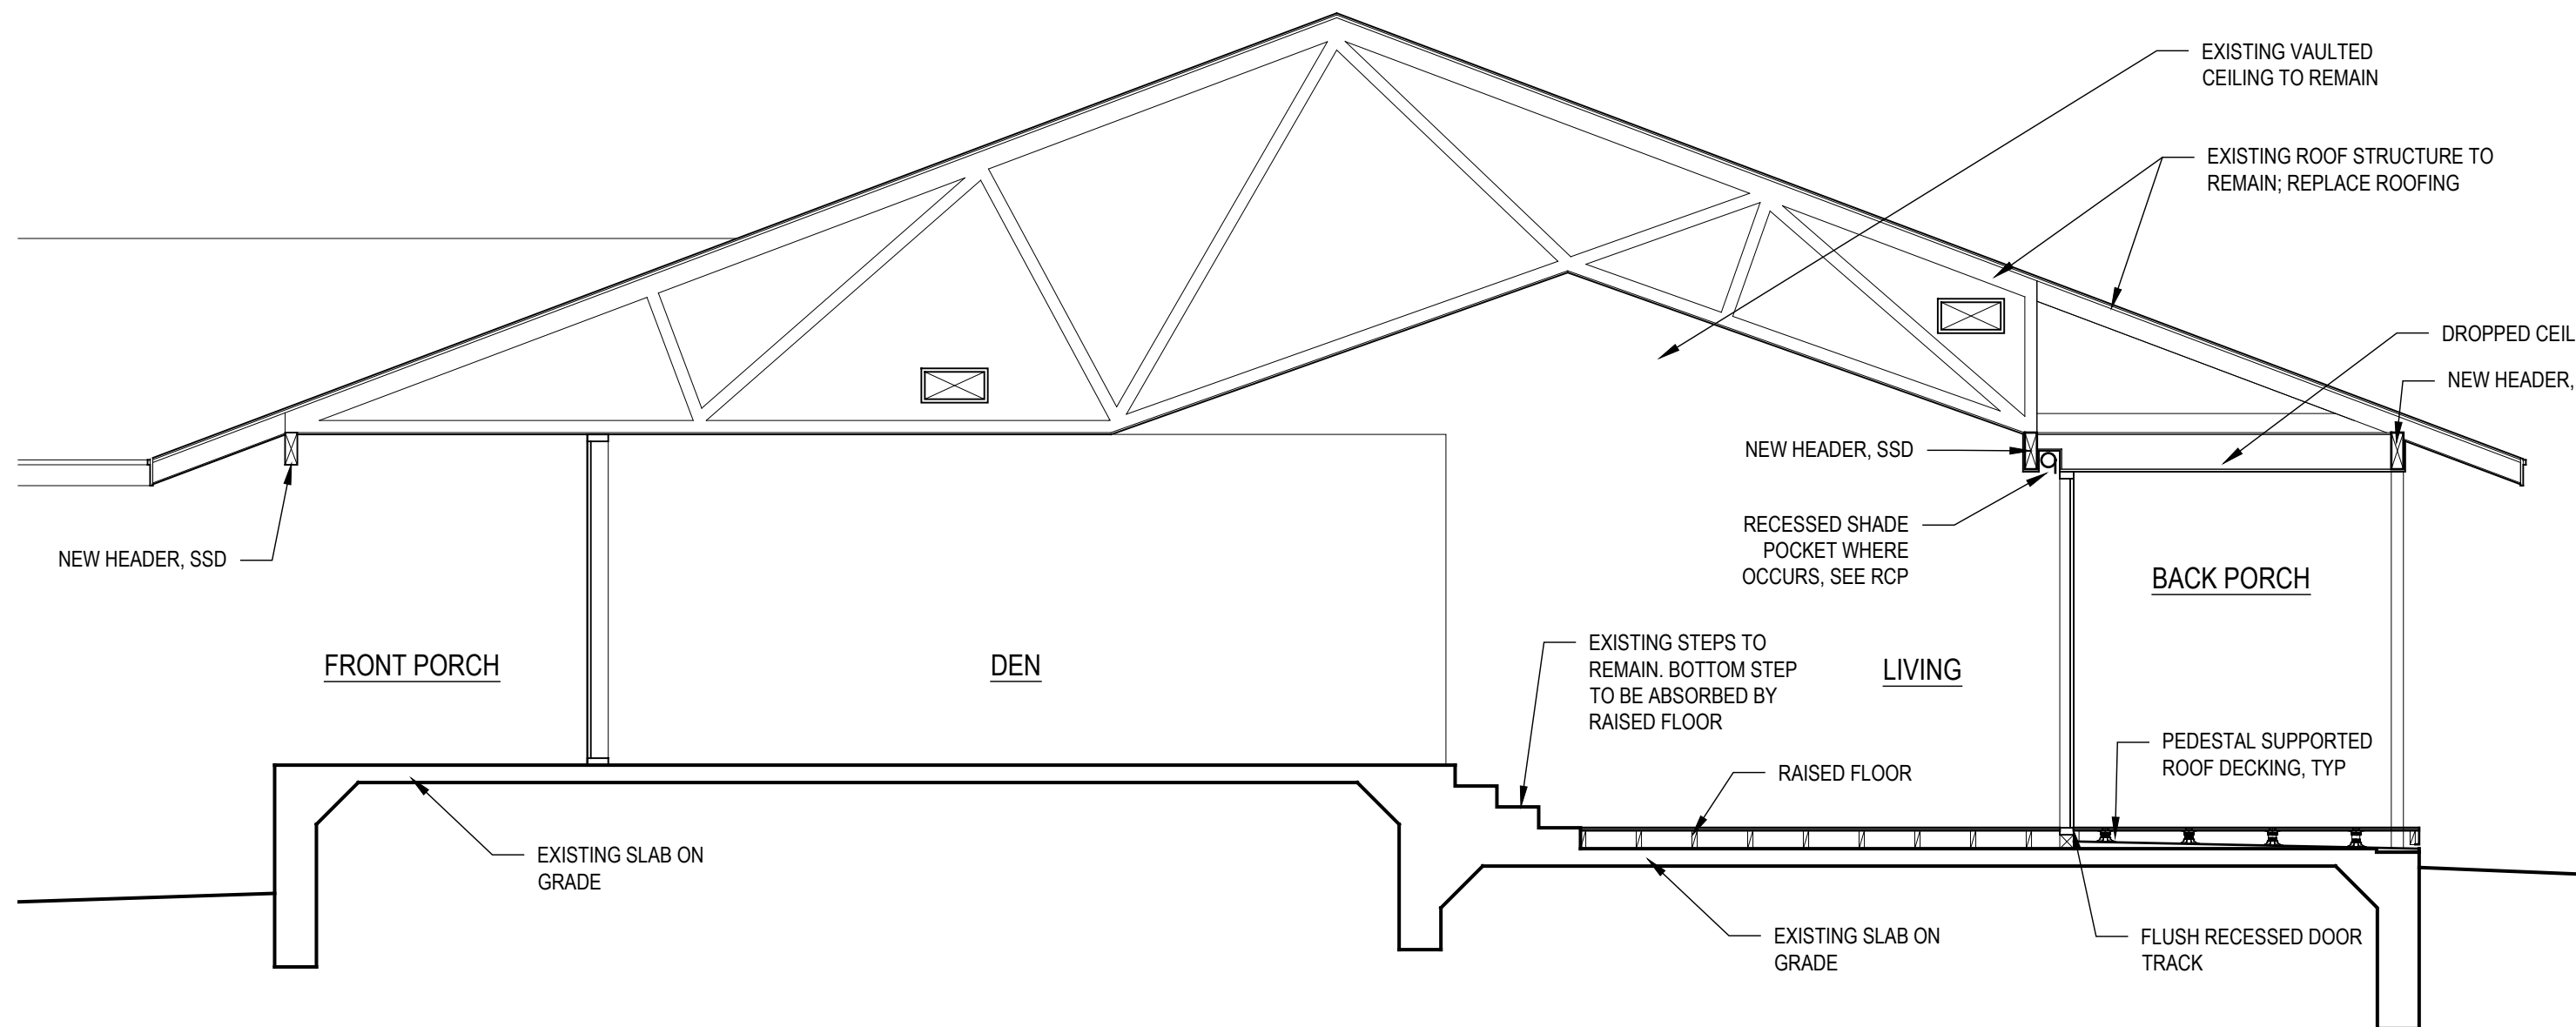 EXISTING VAULTED
CEILING TO REMAIN
EXISTING ROOF STRUCTURE TO
REMAIN; REPLACE ROOFING
DROPPED CEIL
NEW HEADER,
NEW HEADER, SSD
RECESSED SHADE
POCKET WHERE
OCCURS, SEE RCP
NEW HEADER, SSD
BACK PORCH
FRONT PORCH
DEN
EXISTING STEPS TO
REMAIN. BOTTOM STEP
TO BE ABSORBED BY
RAISED FLOOR
LIVING
PEDESTAL SUPPORTED
ROOF DECKING, TYP
RAISED FLOOR
EXISTING SLAB ON
GRADE
EXISTING SLAB ON
GRADE
FLUSH RECESSED DOOR
TRACK